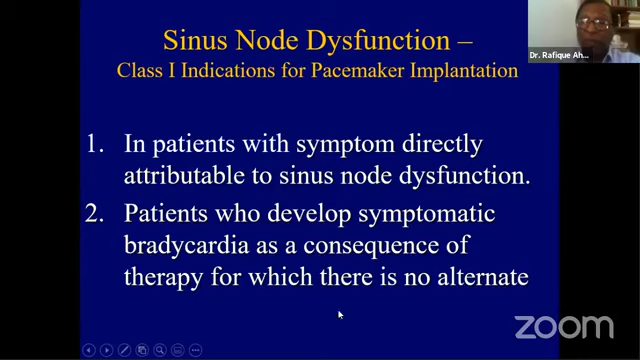 Sinus Node Dysfunction –
Class I Indications for Pacemaker Implantation
Dr. Rafique Ah...
1. In patients with symptom directly
attributable to sinus node dysfunction.
2. Patients who develop symptomatic
bradycardia as a consequence of
therapy for which there is no alternate
zoom